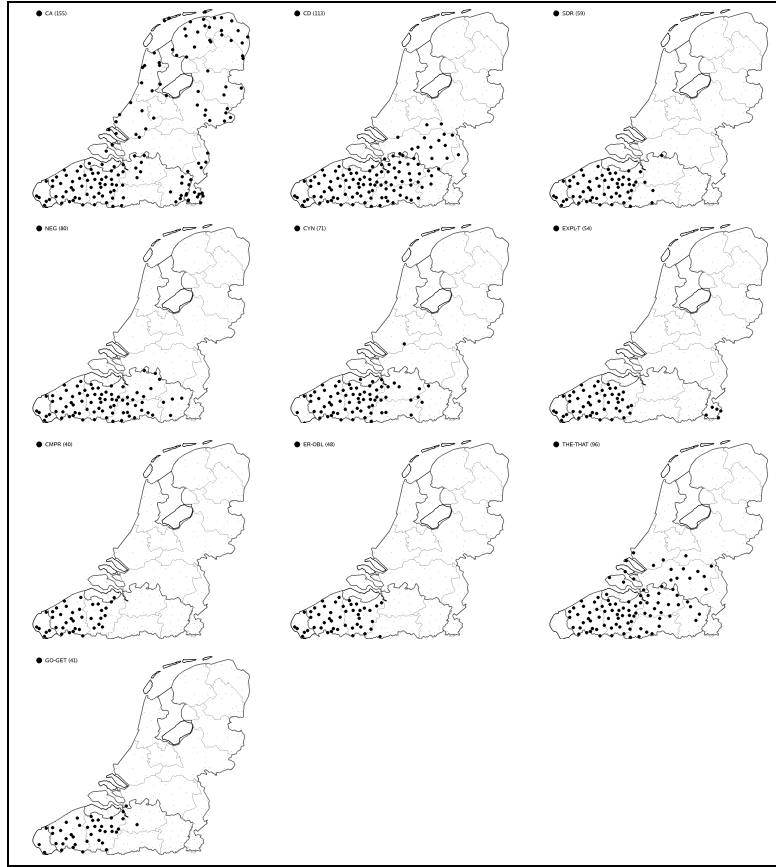 CA (155)
CD (113)
SDR (59)
NEG (80)
CYN (71)
EXPL-T (54)
CMPR (40)
ER-OBL (48)
THE-THAT (96)
GO-GET (41)